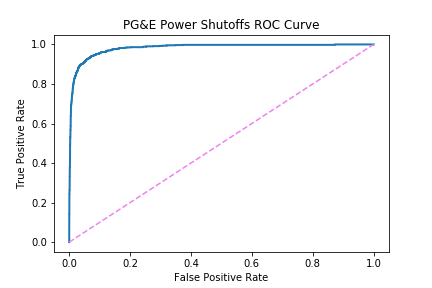 PG&E Power Shutoffs ROC Curve
1.0
0.8
0.6
0.4
0.2
0.0
True Positive Rate
0.0 0.2 0.4 0.6 0.8 1.0
False Positive Rate